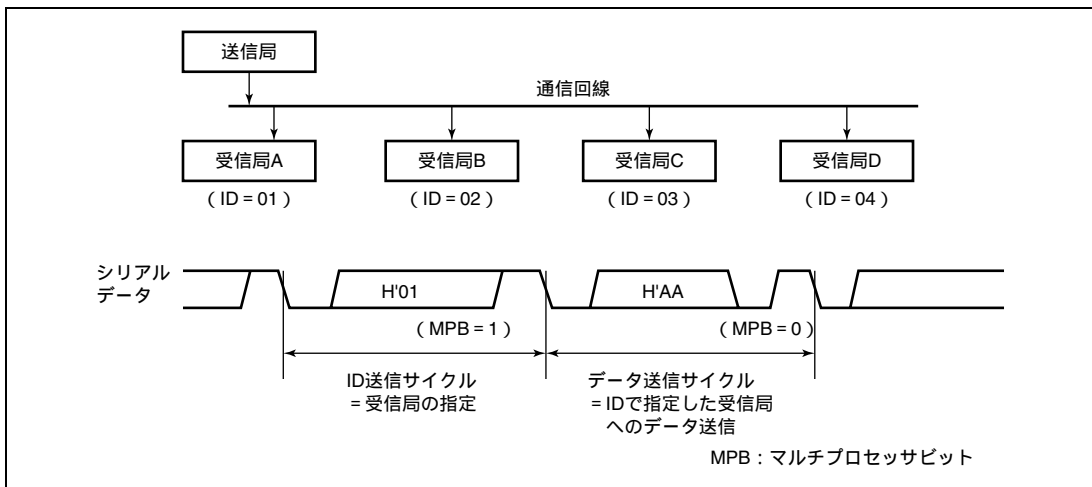 送信局
通信回線
受信局A 受信局B 受信局C 受信局D
(ID=01) (ID=02) (ID=03) (ID=04)
シリアル
データ
H'01 H'AA
(MPB=1) (MPB=0)
ID送信サイクル
=受信局の指定
データ送信サイクル
=IDで指定した受信局
へのデータ送信
MPB:マルチプロセッサビット